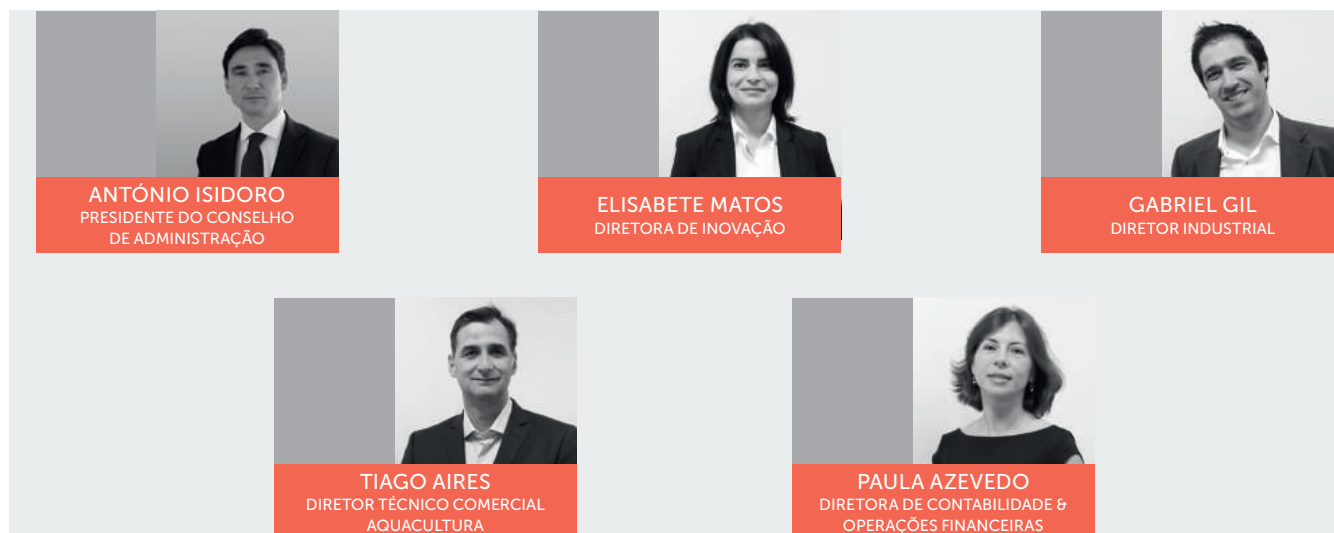 ANTÓNIO ISIDORO
PRESIDENTE DO CONSELHO
DE ADMINISTRAÇÃO
ELISABETE MATOS
DIRETORA DE INOVAÇÃO
GABRIEL GIL
DIRETOR INDUSTRIAL
TIAGO AIRES
DIRETOR TÉCNICO COMERCIAL
AQUACULTURA
PAULA AZEVEDO
DIRETORA DE CONTABILIDADE &
OPERAÇÕES FINANCEIRAS